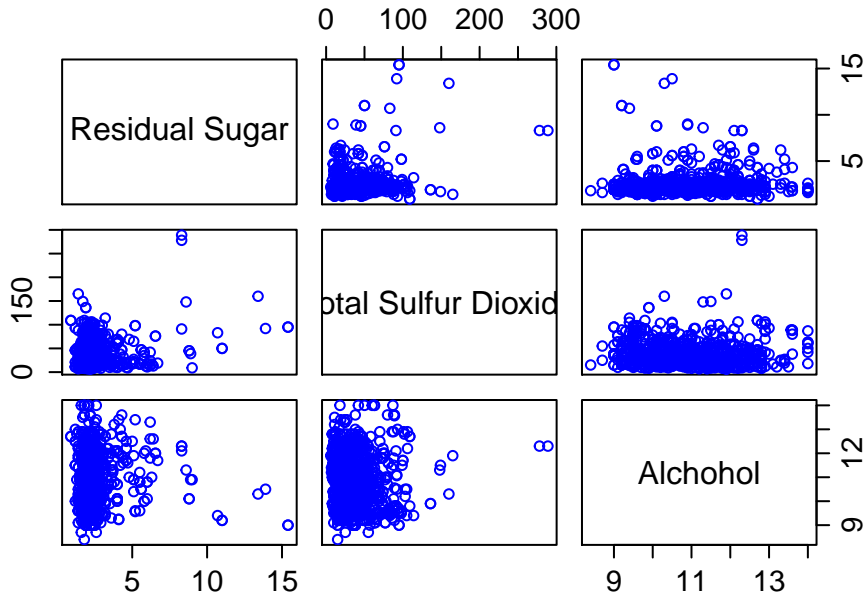 0 100 200 300
Residual Sugar
5 15
0 150
otal Sulfur Dioxid
Alchohol
9 12
5 10 15
9 11 13